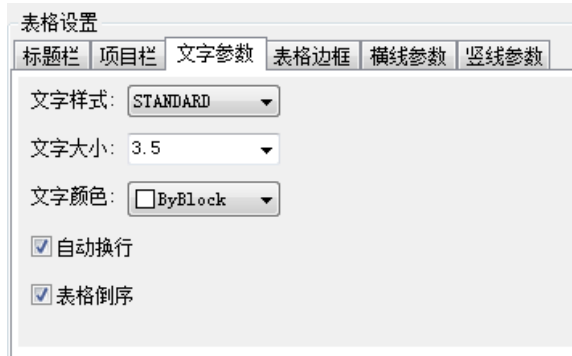 表格设置
标题栏 项目栏 文字参数 表格边框 横线参数 竖线参数
文字样式: STANDARD
文字大小: 3.5
文字颜色: ByBlock
自动换行
表格倒序